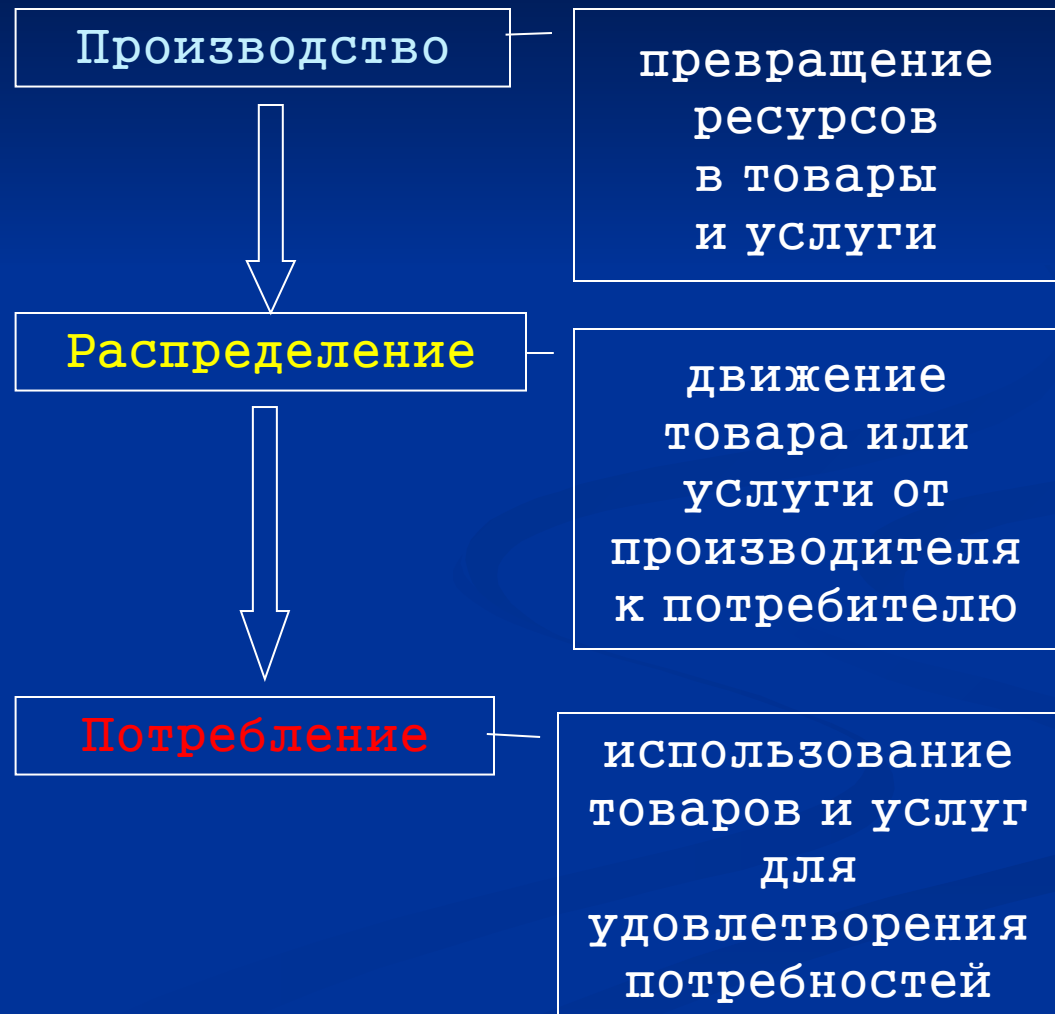 Производство
превращение
ресурсов
в товары
и услуги
Распределение
движение
товара или
услуги от
производителя
к потребителю
Потребление
использование
товаров и услуг
для
удовлетворения
потребностей